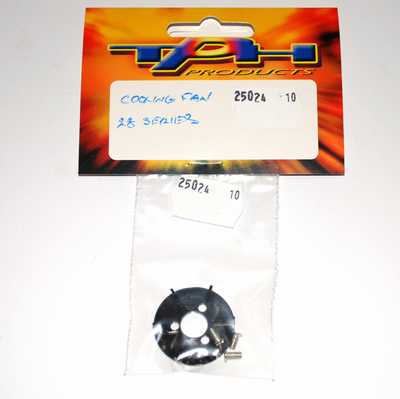 TPH
PRODUCTS
COOLING FAN 25024 10
28 SERIES
25024 10